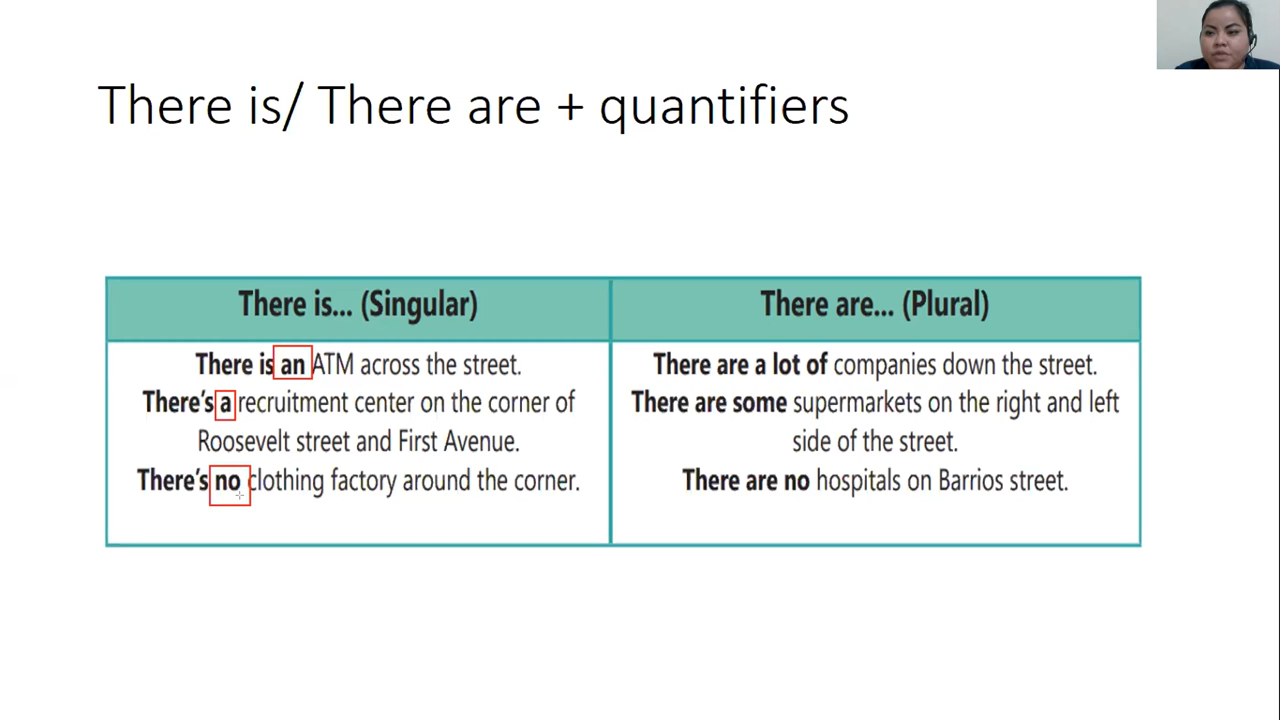 There is/ There are + quantifiers
There is... (Singular)
There are... (Plural)
There is an ATM across the street.
There's a recruitment center on the corner of
Roosevelt street and First Avenue.
There's no clothing factory around the corner.
There are a lot of companies down the street.
There are some supermarkets on the right and left
side of the street.
There are no hospitals on Barrios street.